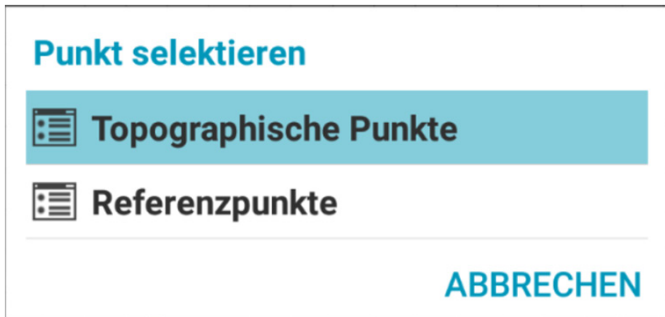 Punkt selektieren
Topographische Punkte
Referenzpunkte
ABBRECHEN